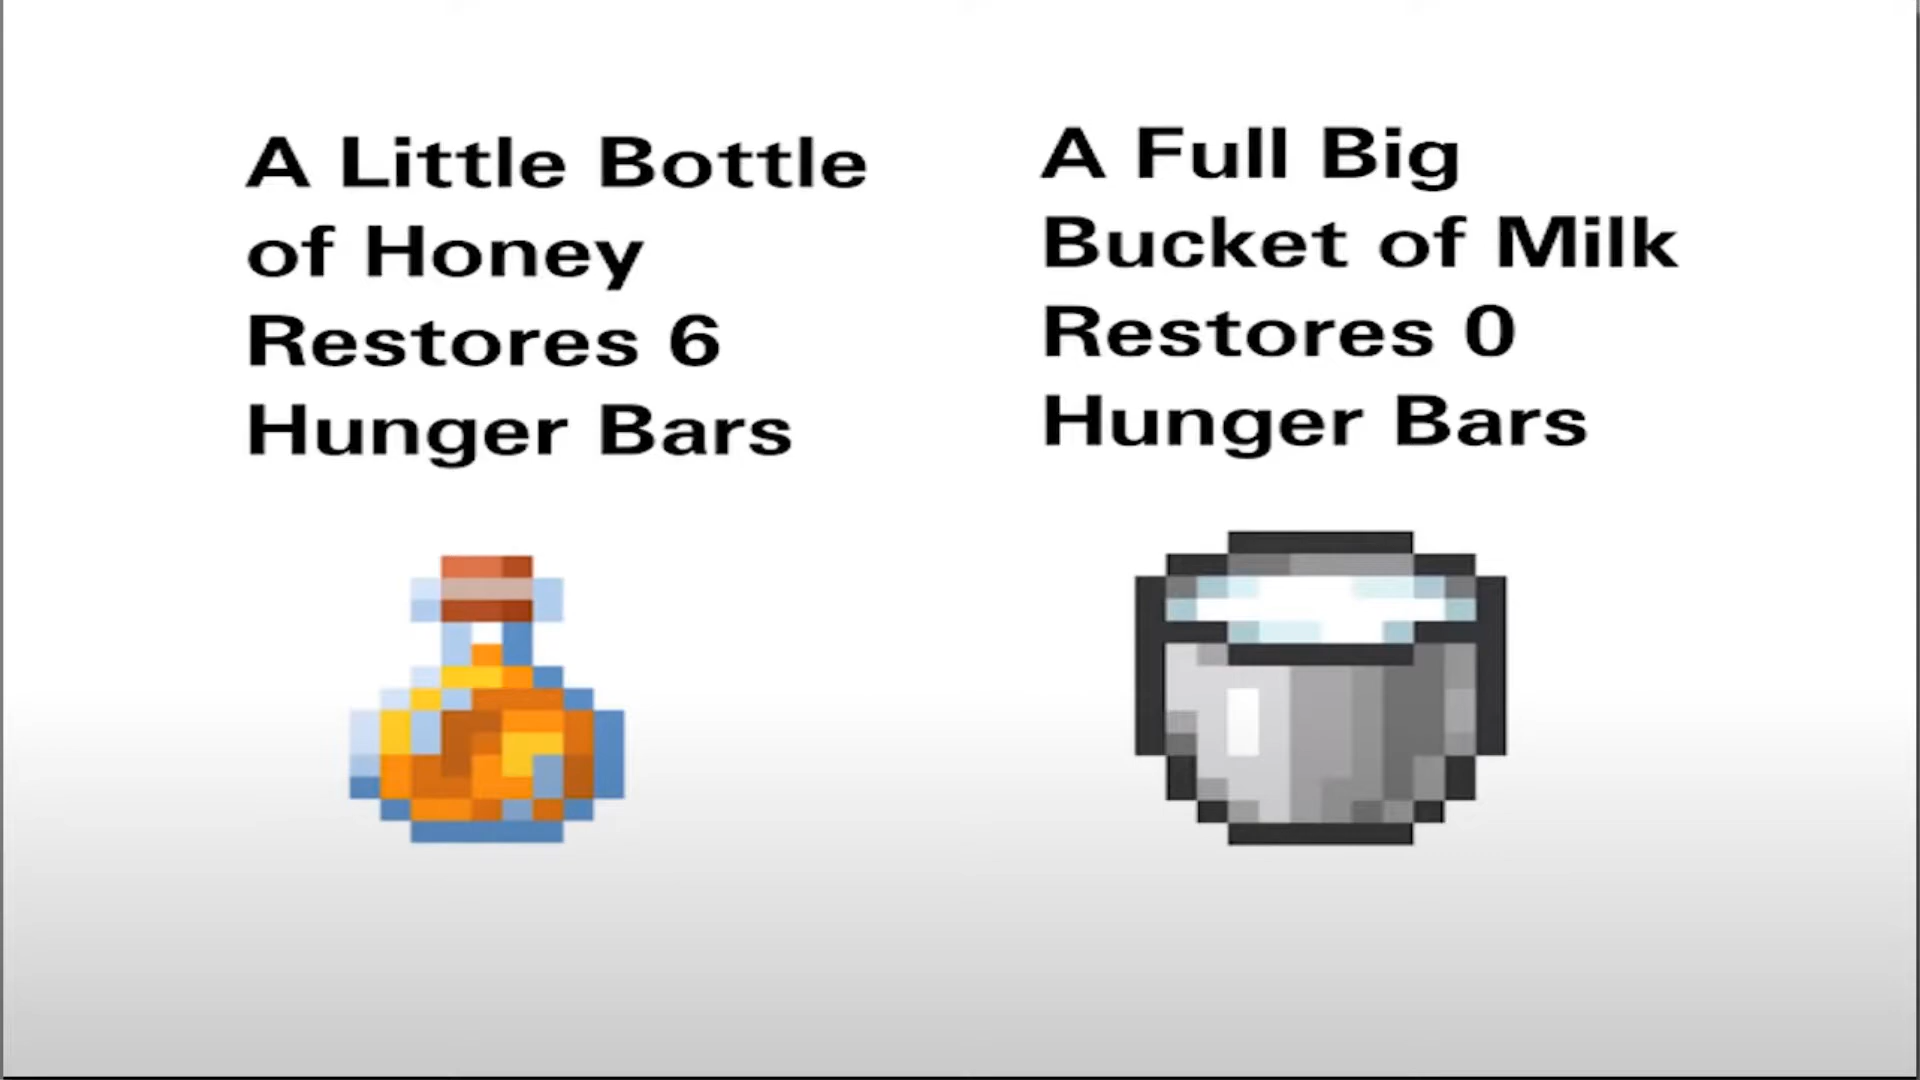 A Little Bottle
of Honey
Restores 6
Hunger Bars
A Full Big
Bucket of Milk
Restores 0
Hunger Bars